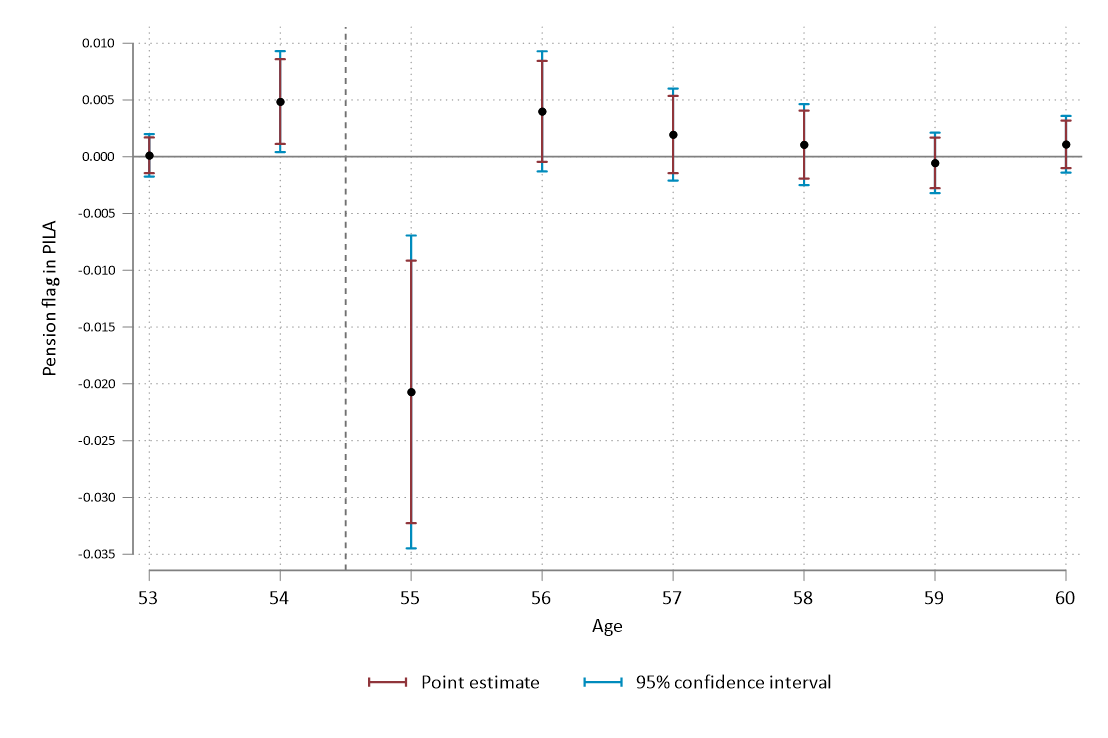 0.010
0.005
0.000
-0.005
-0.010
-0.015
-0.020
-0.025
-0.030
-0.035
Pension flag in PILA
53 54 55 56 57 58 59 60
Age
Point estimate 95% confidence interval